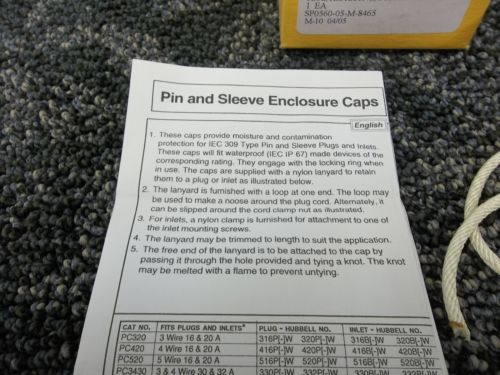 1 EA
SP0560-05-M-8465
M-10 04/05
Pin and Sleeve Enclosure Caps
English
1. These caps provide moisture and contamination
protection for IEC 309 Type Pin and Sleeve Plugs and Inlets.
These caps will fit waterproof (IEC IP 67) made devices of the
corresponding rating. They engage with the locking ring when
in use. The caps are supplied with a nylon lanyard to retain
them to a plug or inlet as illustrated below.
2. The lanyard is furnished with a loop at one end. The loop may
be used to make a noose around the plug cord. Alternately, it
can be slipped around the cord clamp nut as illustrated.
3. For inlets, a nylon clamp is furnished for attachment to one of
the inlet mounting screws.
4. The lanyard may be trimmed to length to suit the application.
5. The free end of the lanyard is to be attached to the cap by
passing it through the hole provided and tying a knot. The knot
may be melted with a flame to prevent untying.
CAT NO. FITS PLUGS AND INLETS* PLUG - HUBBELL NO. INLET - HUBBELL NO.
PC320 3 Wire 16 & 20 A 316P[-]W 320P[-]W 316B[-]W 320B[-]W
PC420 4 Wire 16 & 20 A 416P[-]W 420P[-]W 416B[-]W 420B[-]W
PC520 5 Wire 16 & 20 A 516P[-]W 520P[-]W 516B[-]W 520B[-]W
PC3430 3 & 4 Wire 30 & 32 A 330P[-]W 332P[-]W 330B[-]W